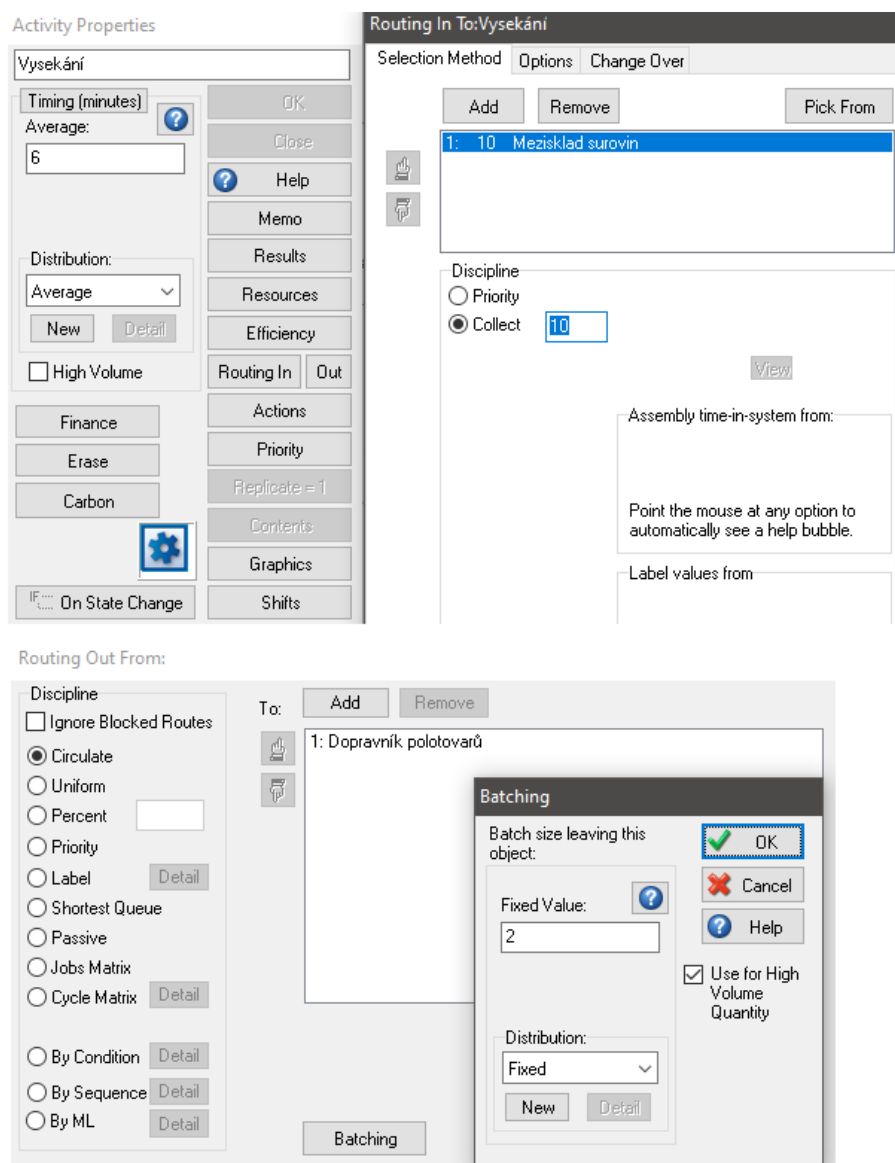 Activity Properties
Vysekání
Timing (minutes)
Average:
6
Distribution:
Average
New
Detail
High Volume
Finance
Erase
Carbon
IF
On State Change
OK
Close
Help
Memo
Results
Resources
Efficiency
Routing In
Out
Actions
Priority
Replicate = 1
Contents
Graphics
Shifts
Routing In To:Vysekání
Selection Method
Options
Change Over
Add
Remove
Pick From
1: 10 Mezisklad surovin
Discipline
Priority
Collect
10
View
Assembly time-in-system from:
Point the mouse at any option to
automatically see a help bubble.
Label values from
Routing Out From:
Discipline
Ignore Blocked Routes
Circulate
Uniform
Percent
Priority
Label
Detail
Shortest Queue
Passive
Jobs Matrix
Cycle Matrix
Detail
By Condition
Detail
By Sequence
Detail
By ML
Detail
To:
Add
Remove
1: Dopravník polotovarů
Batching
Batching
Batch size leaving this
object:
Fixed Value:
2
Distribution:
Fixed
New
Detail
OK
Cancel
Help
Use for High
Volume
Quantity